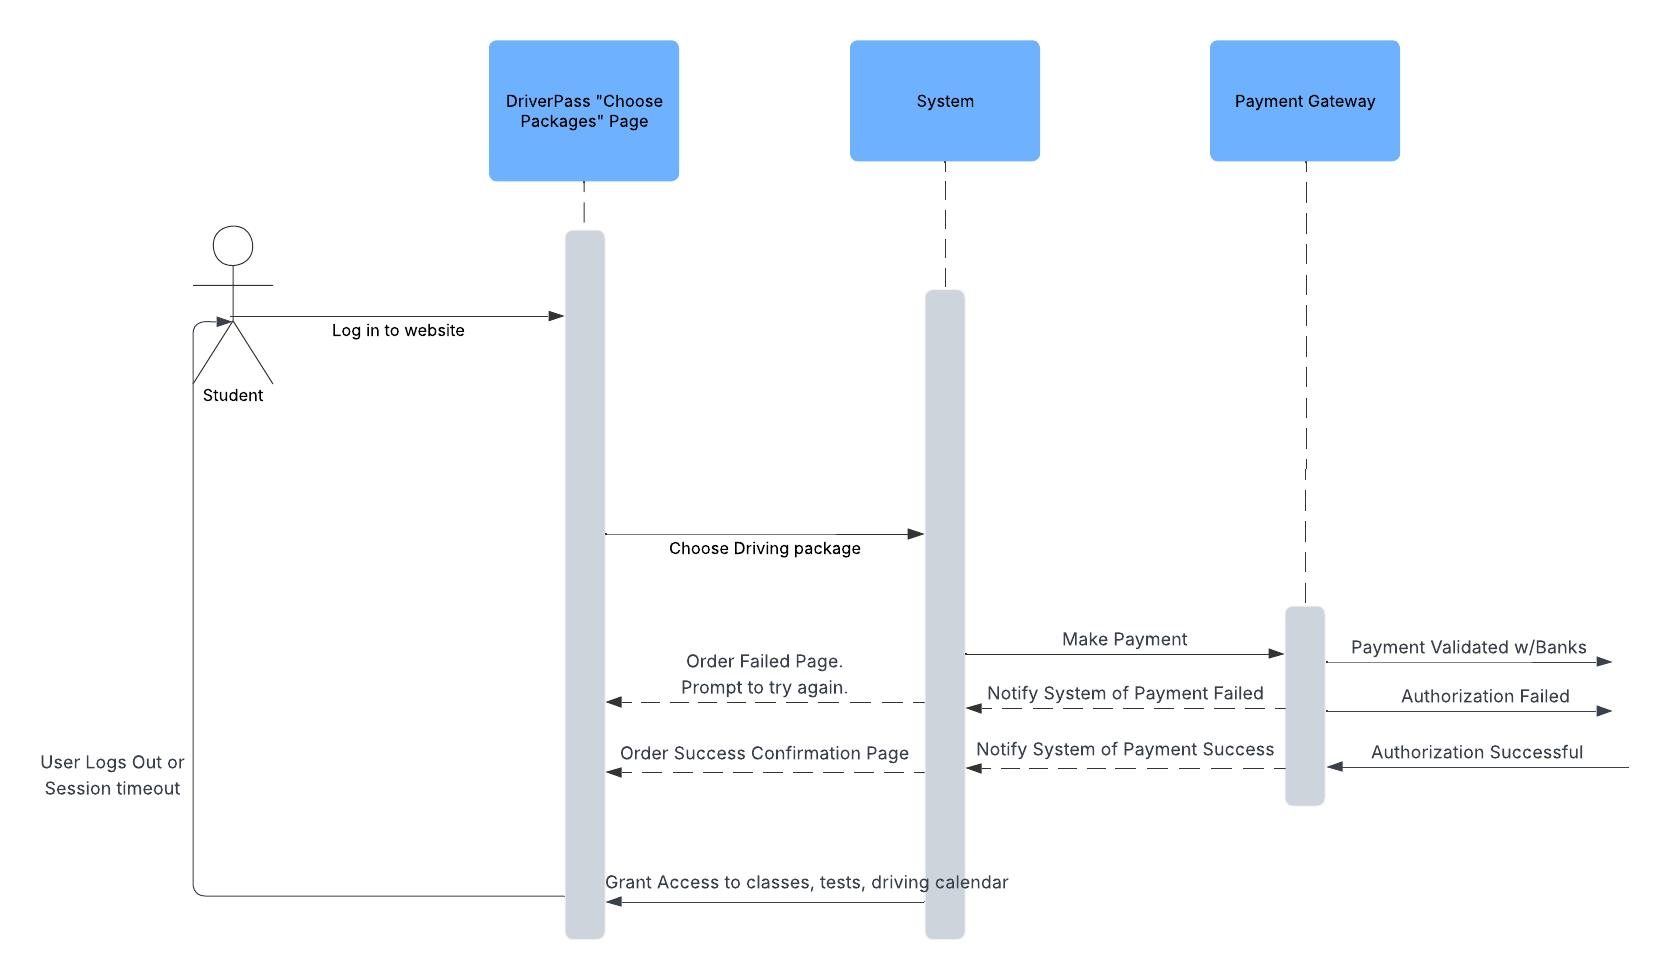 DriverPass "Choose
Packages" Page
System
Payment Gateway
Log in to website
Student
Choose Driving package
Make Payment
Payment Validated w/Banks
Order Failed Page.
Prompt to try again.
Notify System of Payment Failed
Authorization Failed
Order Success Confirmation Page
Notify System of Payment Success
Authorization Successful
User Logs Out or
Session timeout
Grant Access to classes, tests, driving calendar